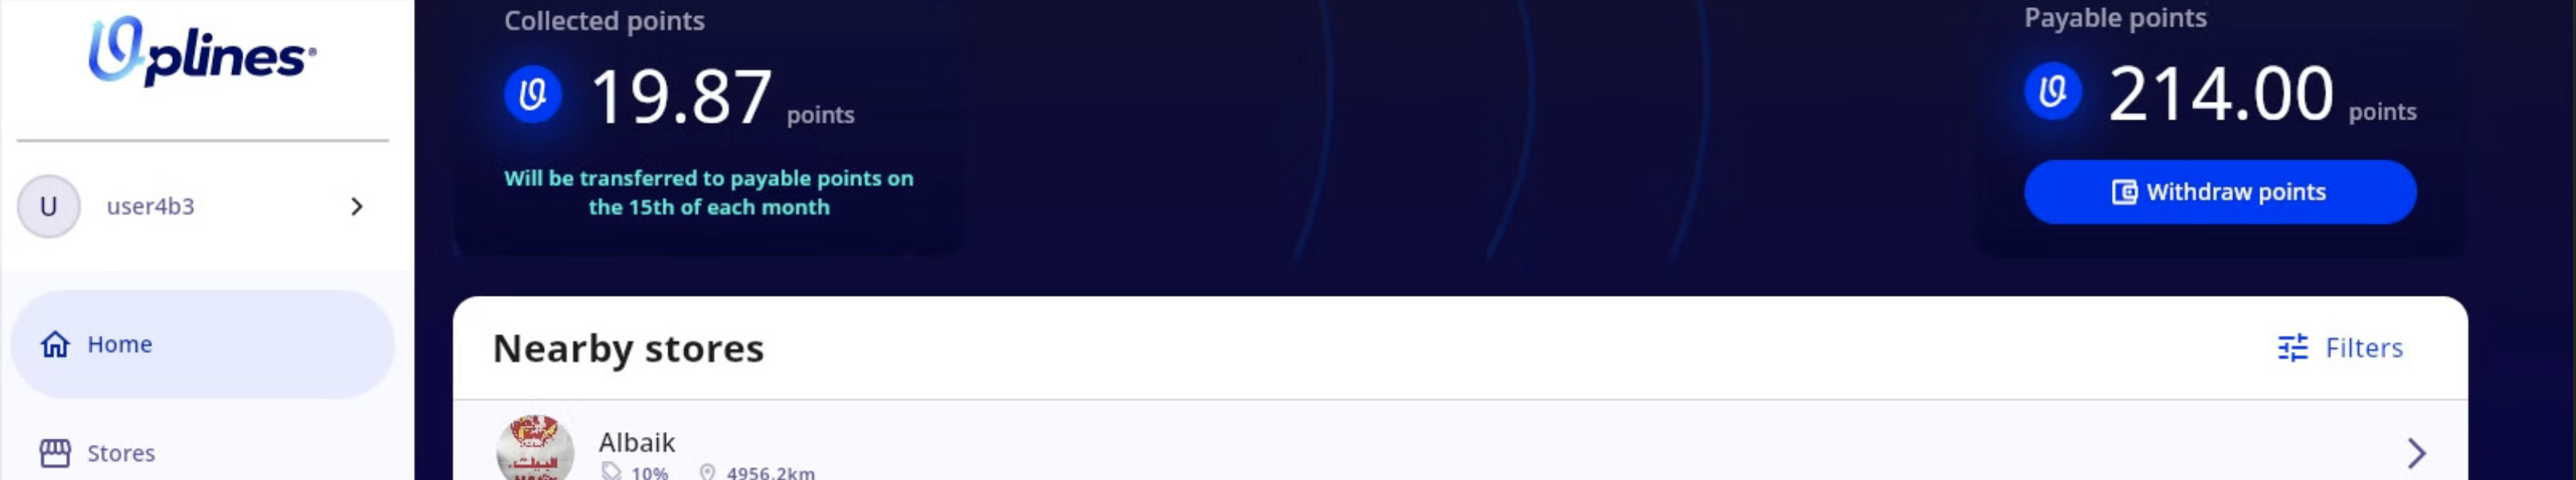 Uplines®
Collected points
Payable points
19.87 points
214.00 points
Will be transferred to payable points on
the 15th of each month
Withdraw points
U
user4b3
Home
Nearby stores
Filters
Stores
Albaik
10%
4956.2km